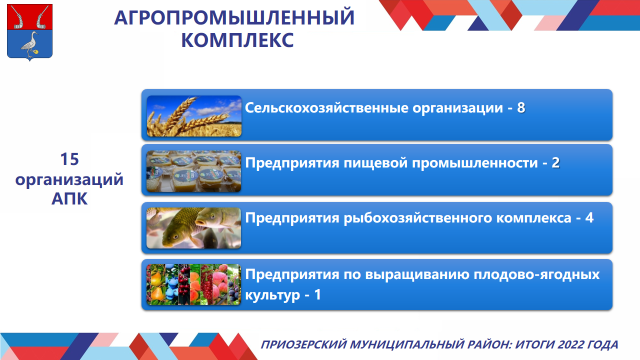 АГРОПРОМЫШЛЕННЫЙ
КОМПЛЕКС
15
организаций
АПК
Сельскохозяйственные организации - 8
Предприятия пищевой промышленности - 2
Предприятия рыбохозяйственного комплекса - 4
Предприятия по выращиванию плодово-ягодных
культур - 1
ПРИОЗЕРСКИЙ МУНИЦИПАЛЬНЫЙ РАЙОН: ИТОГИ 2022 ГОДА